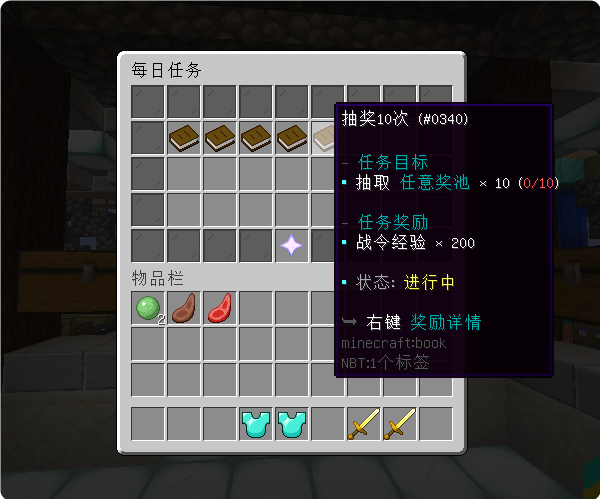 每日任务
抽奖10次 (#0340)
- 任务目标
▪ 抽取 任意奖池 × 10 (0/10)
- 任务奖励
▪ 战令经验 × 200
▪ 状态: 进行中
右键 奖励详情
minecraft:book
NBT:1个标签
物品栏
2